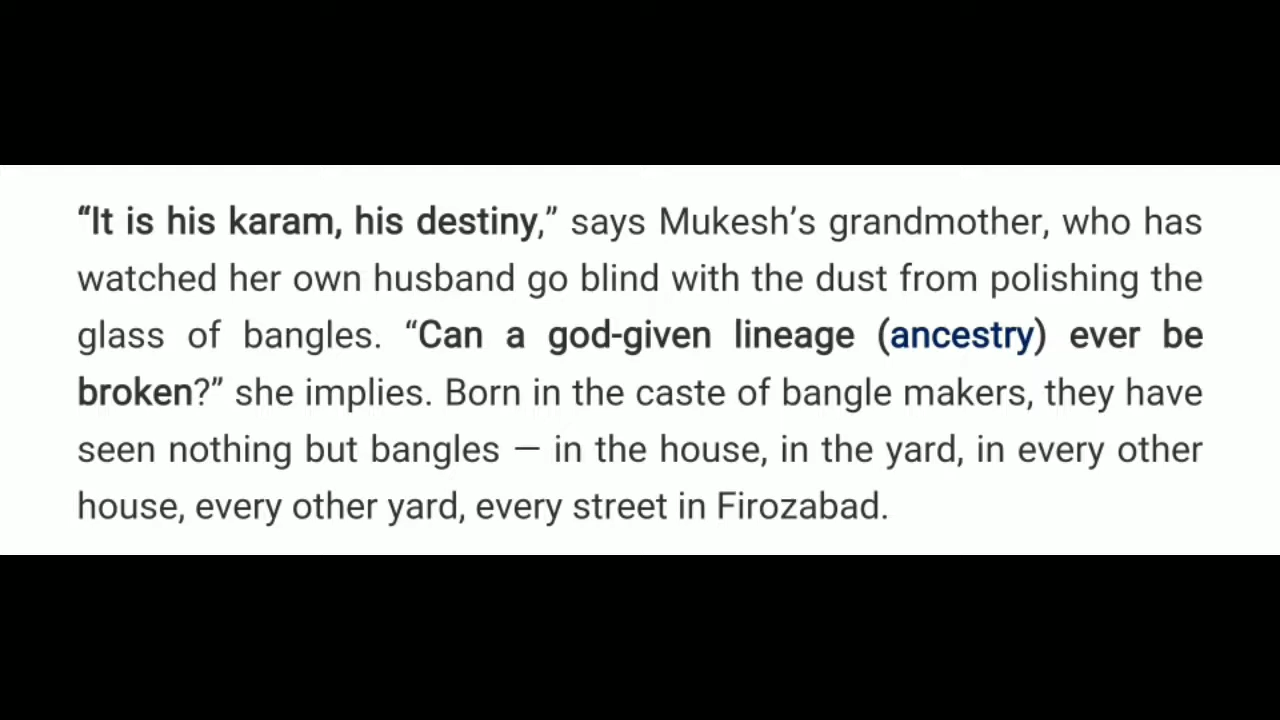 “It is his karam, his destiny,” says Mukesh’s grandmother, who has
watched her own husband go blind with the dust from polishing the
glass of bangles. “Can a god-given lineage (ancestry) ever be
broken?” she implies. Born in the caste of bangle makers, they have
seen nothing but bangles — in the house, in the yard, in every other
house, every other yard, every street in Firozabad.